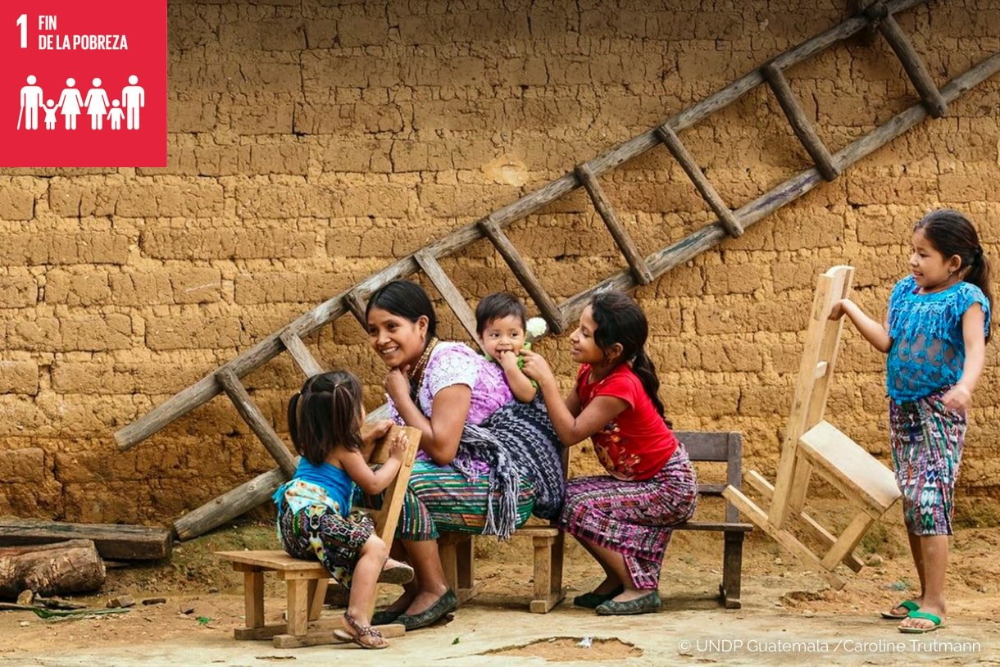 1 FIN
DE LA POBREZA
© UNDP Guatemala /Caroline Trutmann